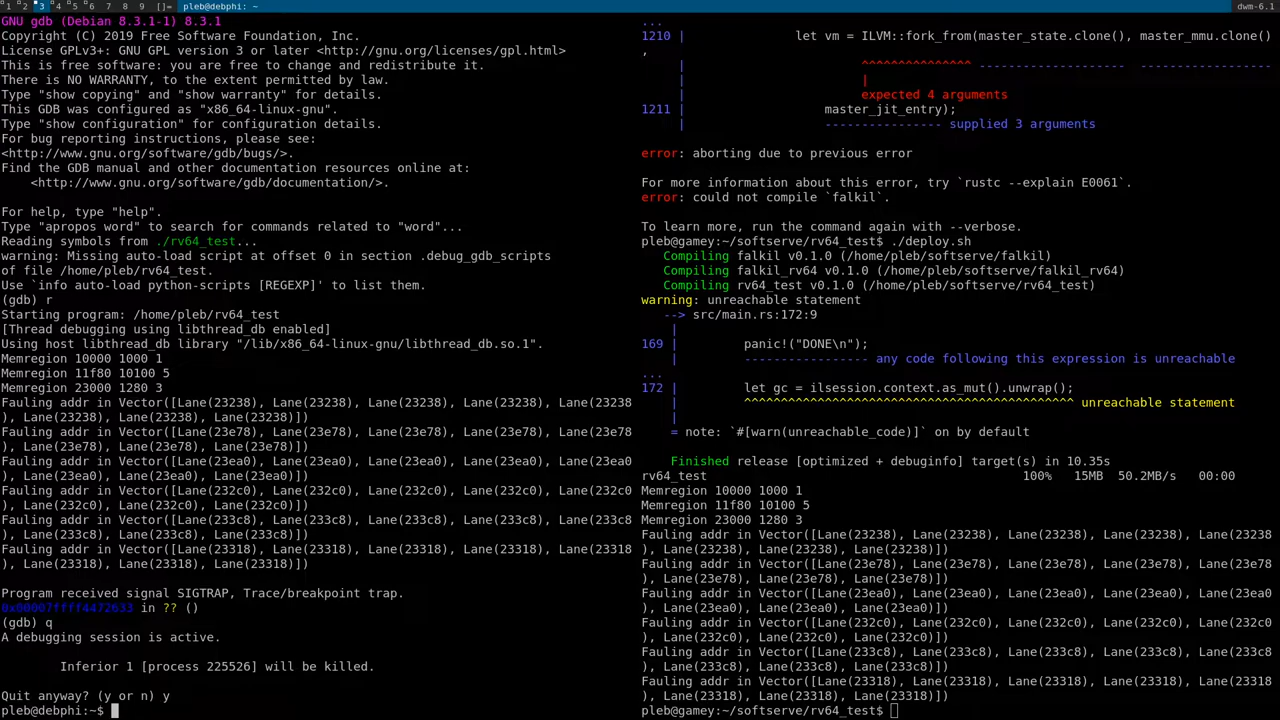 1 2 3 4 5 6 7 8 9 []= pleb@debphi: ~ dwm-6.1
GNU gdb (Debian 8.3.1-1) 8.3.1
Copyright (C) 2019 Free Software Foundation, Inc.
License GPLv3+: GNU GPL version 3 or later <http://gnu.org/licenses/gpl.html>
This is free software: you are free to change and redistribute it.
There is NO WARRANTY, to the extent permitted by law.
Type "show copying" and "show warranty" for details.
This GDB was configured as "x86_64-linux-gnu".
Type "show configuration" for configuration details.
For bug reporting instructions, please see:
<http://www.gnu.org/software/gdb/bugs/>.
Find the GDB manual and other documentation resources online at:
    <http://www.gnu.org/software/gdb/documentation/>.
For help, type "help".
Type "apropos word" to search for commands related to "word"...
Reading symbols from ./rv64_test...
warning: Missing auto-load script at offset 0 in section .debug_gdb_scripts
of file /home/pleb/rv64_test.
Use `info auto-load python-scripts [REGEXP]' to list them.
(gdb) r
Starting program: /home/pleb/rv64_test
[Thread debugging using libthread_db enabled]
Using host libthread_db library "/lib/x86_64-linux-gnu/libthread_db.so.1".
Memregion 10000 1000 1
Memregion 11f80 10100 5
Memregion 23000 1280 3
Fauling addr in Vector([Lane(23238), Lane(23238), Lane(23238), Lane(23238), Lane(23238
), Lane(23238), Lane(23238), Lane(23238)])
Fauling addr in Vector([Lane(23e78), Lane(23e78), Lane(23e78), Lane(23e78), Lane(23e78
), Lane(23e78), Lane(23e78), Lane(23e78)])
Fauling addr in Vector([Lane(23ea0), Lane(23ea0), Lane(23ea0), Lane(23ea0), Lane(23ea0
), Lane(23ea0), Lane(23ea0), Lane(23ea0)])
Fauling addr in Vector([Lane(232c0), Lane(232c0), Lane(232c0), Lane(232c0), Lane(232c0
), Lane(232c0), Lane(232c0), Lane(232c0)])
Fauling addr in Vector([Lane(233c8), Lane(233c8), Lane(233c8), Lane(233c8), Lane(233c8
), Lane(233c8), Lane(233c8), Lane(233c8)])
Fauling addr in Vector([Lane(23318), Lane(23318), Lane(23318), Lane(23318), Lane(23318
), Lane(23318), Lane(23318), Lane(23318)])
Program received signal SIGTRAP, Trace/breakpoint trap.
0x00007ffff4472633 in ?? ()
(gdb) q
A debugging session is active.
        Inferior 1 [process 225526] will be killed.
Quit anyway? (y or n) y
pleb@debphi:~$
...
1210 |             let vm = ILVM::fork_from(master_state.clone(), master_mmu.clone()
,
     |                      ^^^^^^^^^^^^^^^ --------------------  ------------------
     |                      |
     |                      expected 4 arguments
1211 |                 master_jit_entry);
     |                 ---------------- supplied 3 arguments
error: aborting due to previous error
For more information about this error, try `rustc --explain E0061`.
error: could not compile `falkil`.
To learn more, run the command again with --verbose.
pleb@gamey:~/softserve/rv64_test$ ./deploy.sh
   Compiling falkil v0.1.0 (/home/pleb/softserve/falkil)
   Compiling falkil_rv64 v0.1.0 (/home/pleb/softserve/falkil_rv64)
   Compiling rv64_test v0.1.0 (/home/pleb/softserve/rv64_test)
warning: unreachable statement
   --> src/main.rs:172:9
    |
169 |         panic!("DONE\n");
    |         ----------------- any code following this expression is unreachable
...
172 |         let gc = ilsession.context.as_mut().unwrap();
    |         ^^^^^^^^^^^^^^^^^^^^^^^^^^^^^^^^^^^^^^^^^^^^^ unreachable statement
    |
    = note: `#[warn(unreachable_code)]` on by default
    Finished release [optimized + debuginfo] target(s) in 10.35s
rv64_test                                           100%   15MB  50.2MB/s   00:00
Memregion 10000 1000 1
Memregion 11f80 10100 5
Memregion 23000 1280 3
Fauling addr in Vector([Lane(23238), Lane(23238), Lane(23238), Lane(23238), Lane(23238
), Lane(23238), Lane(23238), Lane(23238)])
Fauling addr in Vector([Lane(23e78), Lane(23e78), Lane(23e78), Lane(23e78), Lane(23e78
), Lane(23e78), Lane(23e78), Lane(23e78)])
Fauling addr in Vector([Lane(23ea0), Lane(23ea0), Lane(23ea0), Lane(23ea0), Lane(23ea0
), Lane(23ea0), Lane(23ea0), Lane(23ea0)])
Fauling addr in Vector([Lane(232c0), Lane(232c0), Lane(232c0), Lane(232c0), Lane(232c0
), Lane(232c0), Lane(232c0), Lane(232c0)])
Fauling addr in Vector([Lane(233c8), Lane(233c8), Lane(233c8), Lane(233c8), Lane(233c8
), Lane(233c8), Lane(233c8), Lane(233c8)])
Fauling addr in Vector([Lane(23318), Lane(23318), Lane(23318), Lane(23318), Lane(23318
), Lane(23318), Lane(23318), Lane(23318)])
pleb@gamey:~/softserve/rv64_test$